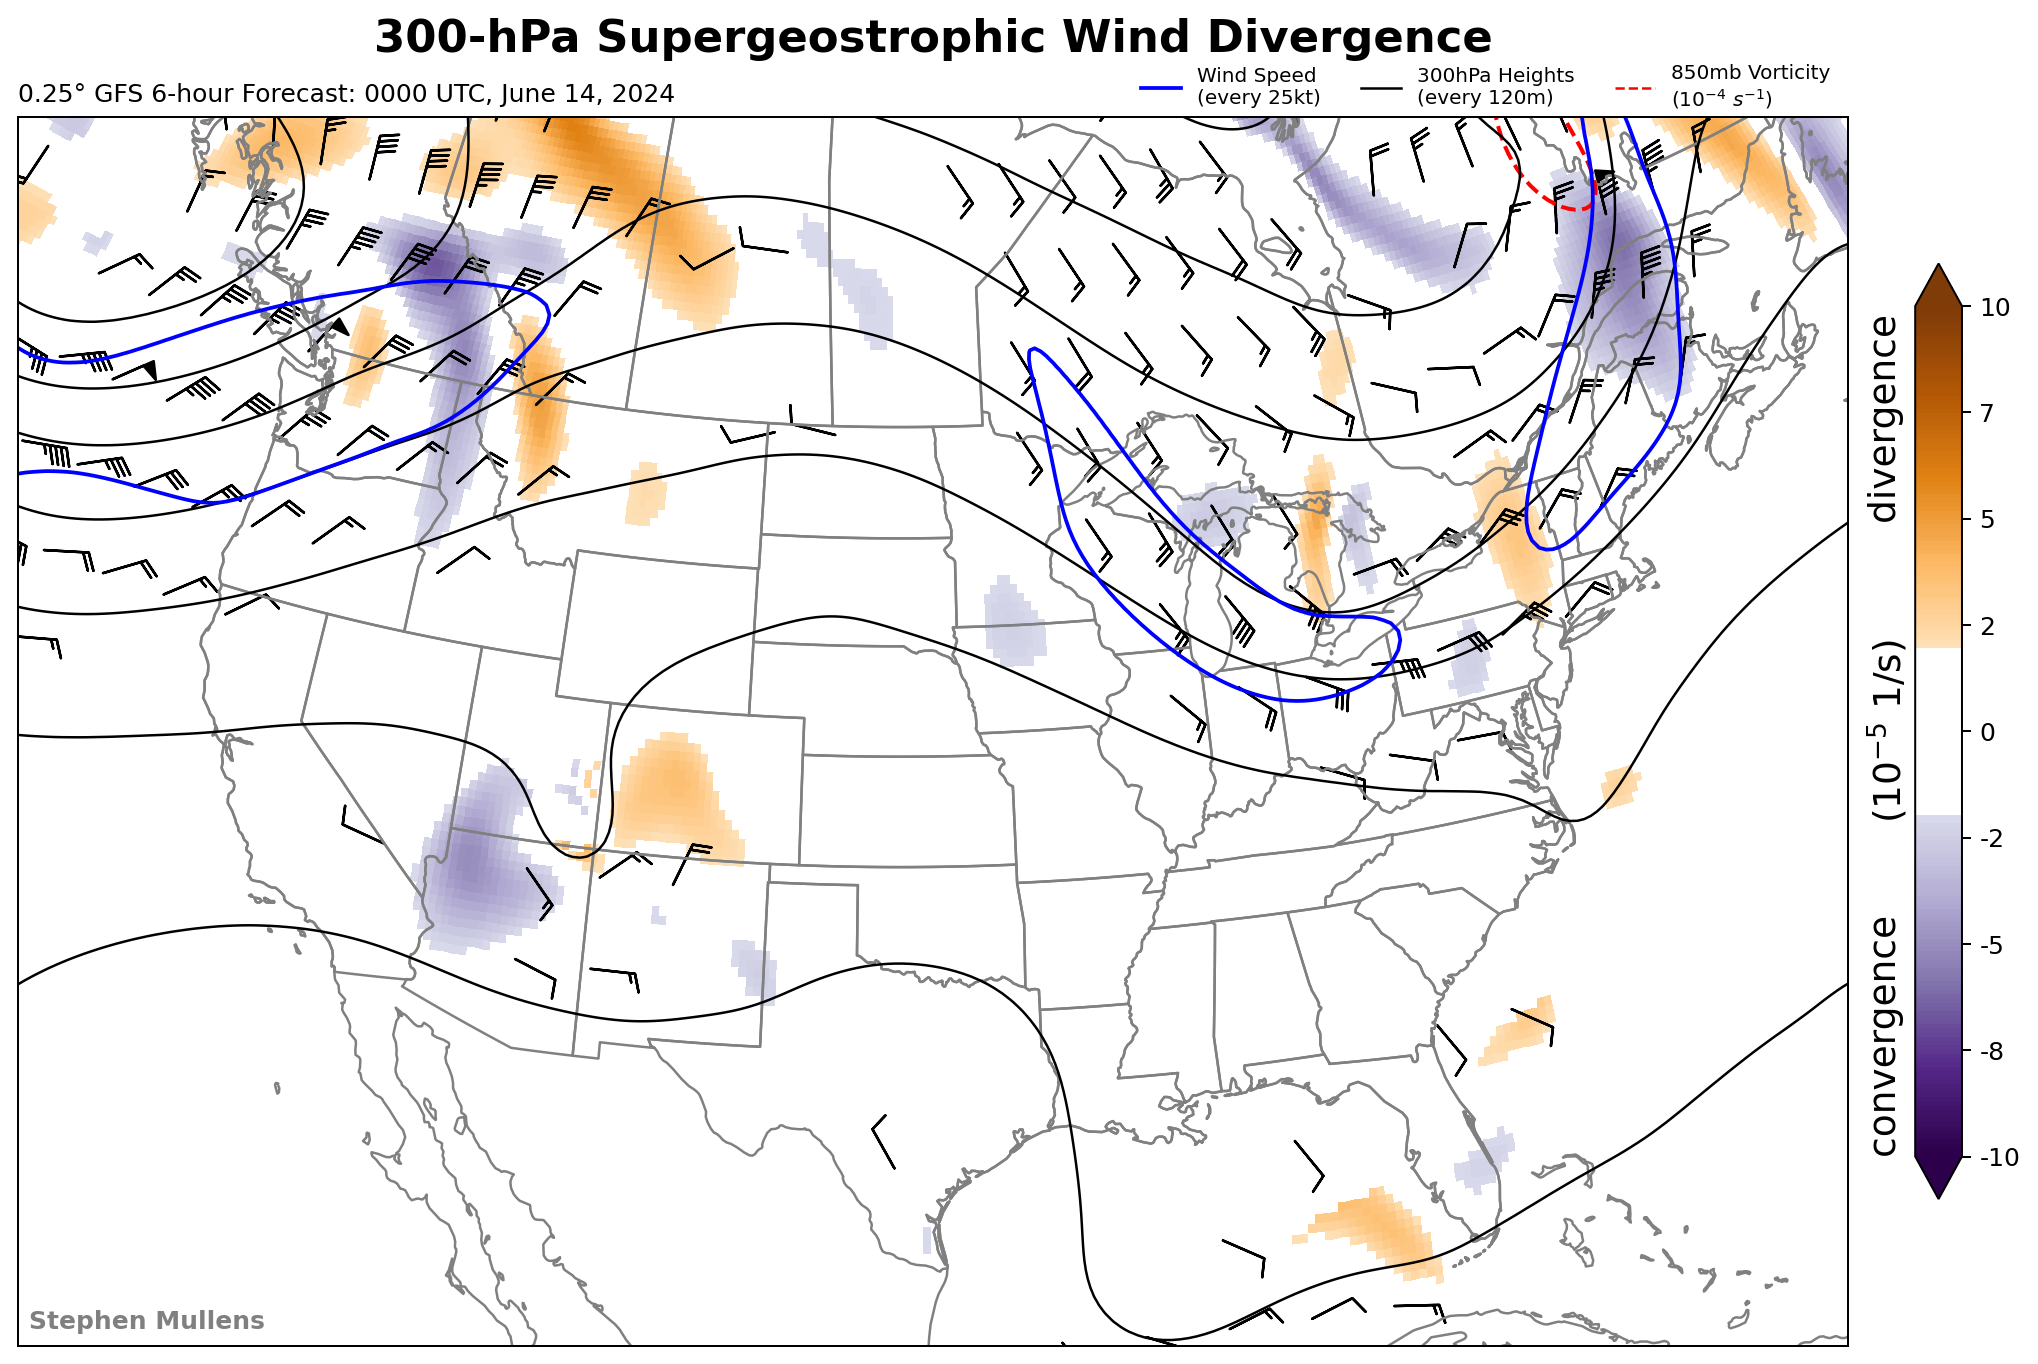 300-hPa Supergeostrophic Wind Divergence
0.25° GFS 6-hour Forecast: 0000 UTC, June 14, 2024
Wind Speed
(every 25kt)
300hPa Heights
(every 120m)
850mb Vorticity
(10⁻⁴ s⁻¹)
10
7
5
2
0
-2
-5
-8
-10
convergence (10⁻⁵ 1/s) divergence
Stephen Mullens